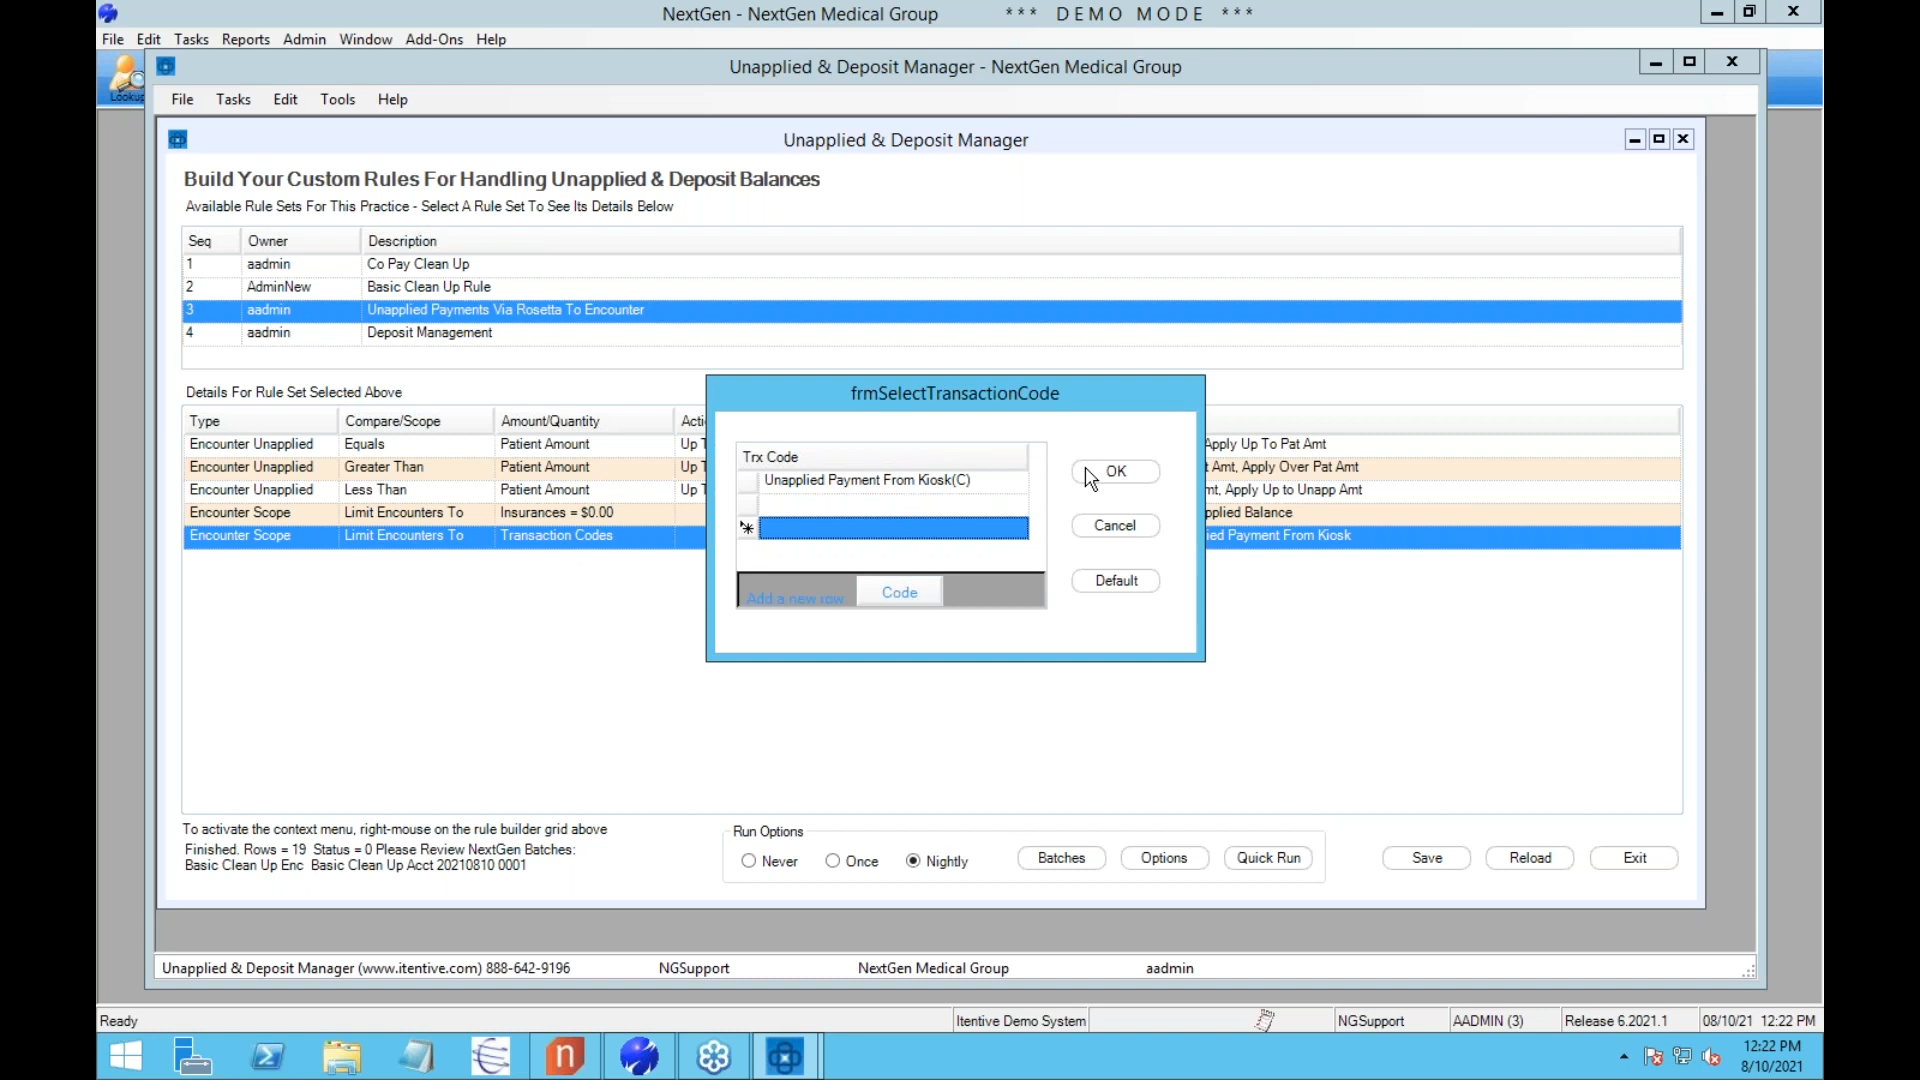 NextGen - NextGen Medical Group *** DEMO MODE ***
File Edit Tasks Reports Admin Window Add-Ons Help
Unapplied & Deposit Manager - NextGen Medical Group
File Tasks Edit Tools Help
Unapplied & Deposit Manager
Build Your Custom Rules For Handling Unapplied & Deposit Balances
Available Rule Sets For This Practice - Select A Rule Set To See Its Details Below
Seq Owner Description
1 aadmin Co Pay Clean Up
2 AdminNew Basic Clean Up Rule
3 aadmin Unapplied Payments Via Rosetta To Encounter
4 aadmin Deposit Management
Details For Rule Set Selected Above
Type Compare/Scope Amount/Quantity
Encounter Unapplied Equals Patient Amount Up Apply Up To Pat Amt
Encounter Unapplied Greater Than Patient Amount Up Amt, Apply Over Pat Amt
Encounter Unapplied Less Than Patient Amount Up Apply Up to Unapp Amt
Encounter Scope Limit Encounters To Insurances = $0.00 Balance
Encounter Scope Limit Encounters To Transaction Codes Payment From Kiosk
frmSelectTransactionCode
Trx Code
Unapplied Payment From Kiosk(C)
OK
Cancel
Default
Add a new row Code
To activate the context menu, right-mouse on the rule builder grid above
Finished. Rows = 19 Status = 0 Please Review NextGen Batches:
Basic Clean Up Enc Basic Clean Up Acct 20210810 0001
Run Options
Never Once Nightly Batches Options Quick Run Save Reload Exit
Unapplied & Deposit Manager (www.itentive.com) 888-642-9196 NGSupport NextGen Medical Group aadmin
Ready Itentive Demo System NGSupport AADMIN (3) Release 6.2021.1 08/10/21 12:22 PM
12:22 PM
8/10/2021